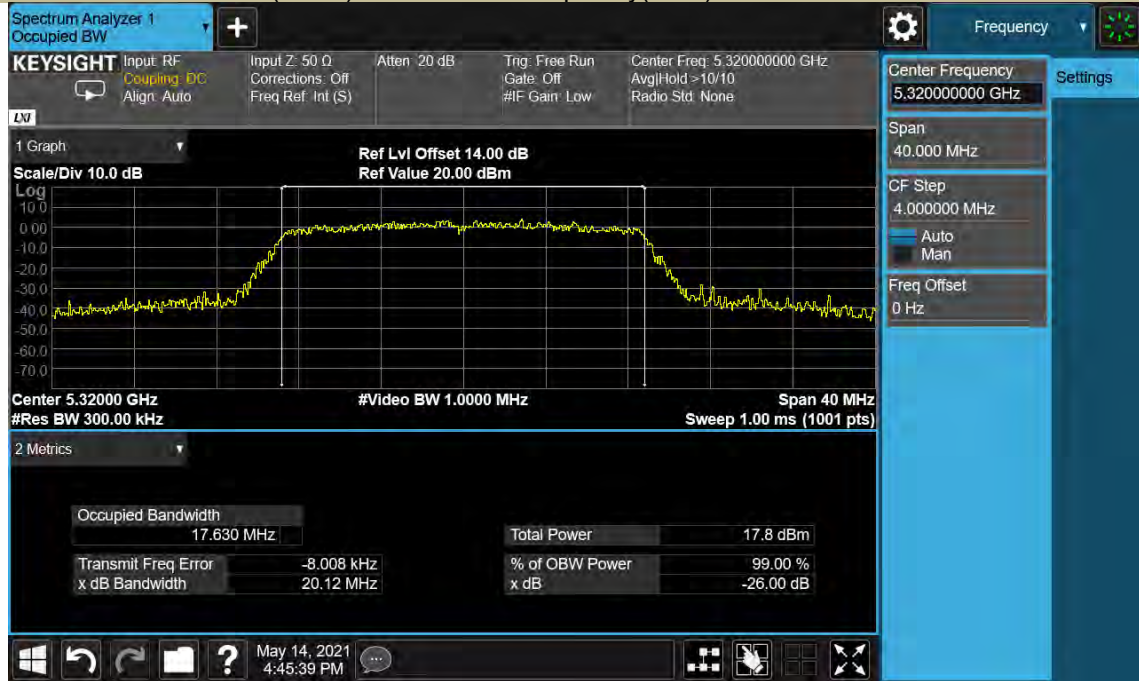 Spectrum Analyzer 1
Occupied BW
Frequency
KEYSIGHT
Input: RF
Coupling: DC
Align: Auto
Input Z: 50 Ω
Corrections: Off
Freq Ref: Int (S)
Atten: 20 dB
Trig: Free Run
Gate: Off
#IF Gain: Low
Center Freq: 5.320000000 GHz
Avg|Hold:>10/10
Radio Std: None
LXI
Center Frequency
5.320000000 GHz
Settings
Span
40.000 MHz
CF Step
4.000000 MHz
Auto
Man
Freq Offset
0 Hz
1 Graph
Scale/Div 10.0 dB
Ref Lvl Offset 14.00 dB
Ref Value 20.00 dBm
Log
10.0
0.00
-10.0
-20.0
-30.0
-40.0
-50.0
-60.0
-70.0
Center 5.32000 GHz
#Video BW 1.0000 MHz
Span 40 MHz
#Res BW 300.00 kHz
Sweep 1.00 ms (1001 pts)
2 Metrics
Occupied Bandwidth
17.630 MHz
Total Power 17.8 dBm
Transmit Freq Error -8.008 kHz
% of OBW Power 99.00 %
x dB Bandwidth 20.12 MHz
x dB -26.00 dB
?
May 14, 2021
4:45:39 PM